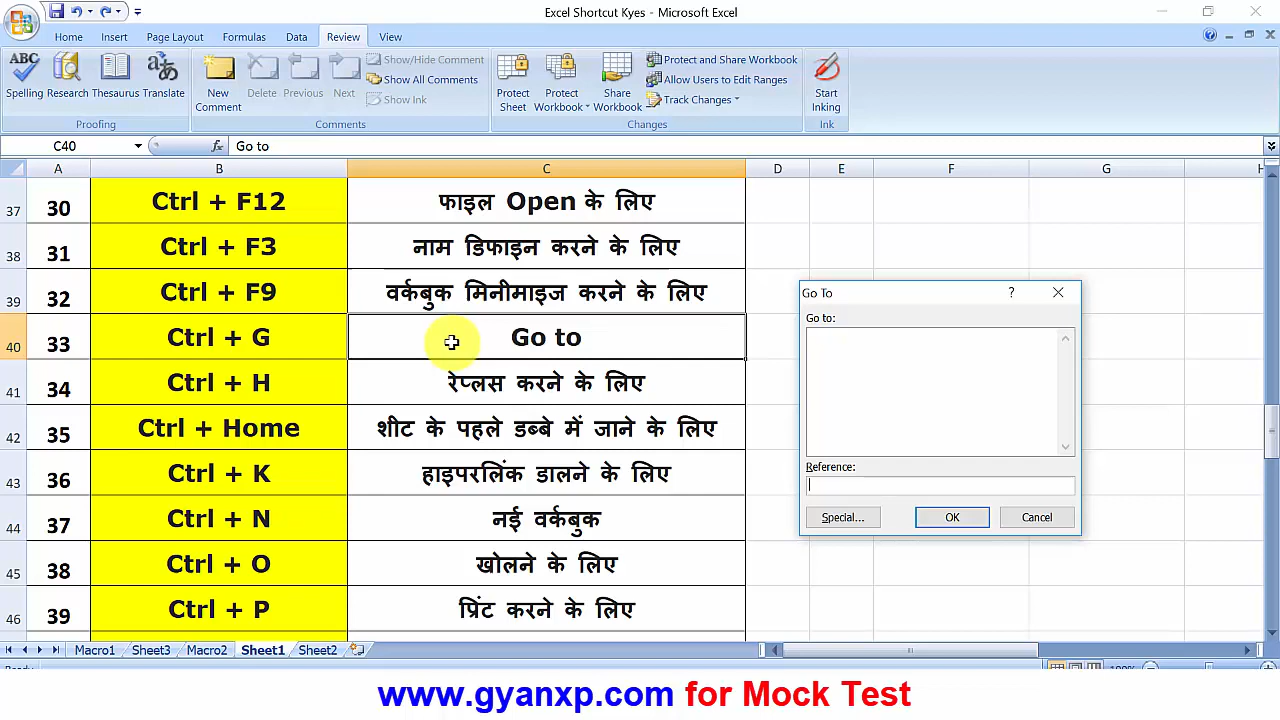 Excel Shortcut Kyes - Microsoft Excel
Home Insert Page Layout Formulas Data Review View
ABC
Spelling Research Thesaurus Translate
New Comment Delete Previous Next
Show/Hide Comment
Show All Comments
Show Ink
Protect Sheet Protect Workbook Share Workbook
Protect and Share Workbook
Allow Users to Edit Ranges
Track Changes
Start Inking
Proofing Comments Changes Ink
C40 fx Go to
A B C D E F G H
37 30 Ctrl + F12 फाइल Open के लिए
38 31 Ctrl + F3 नाम डिफाइन करने के लिए
39 32 Ctrl + F9 वर्कबुक मिनीमाइज करने के लिए
40 33 Ctrl + G Go to
41 34 Ctrl + H रेप्लस करने के लिए
42 35 Ctrl + Home शीट के पहले डब्बे में जाने के लिए
43 36 Ctrl + K हाइपरलिंक डालने के लिए
44 37 Ctrl + N नई वर्कबुक
45 38 Ctrl + O खोलने के लिए
46 39 Ctrl + P प्रिंट करने के लिए
Go To ?
Go to:
Reference:
Special... OK Cancel
Macro1 Sheet3 Macro2 Sheet1 Sheet2
www.gyanxp.com for Mock Test